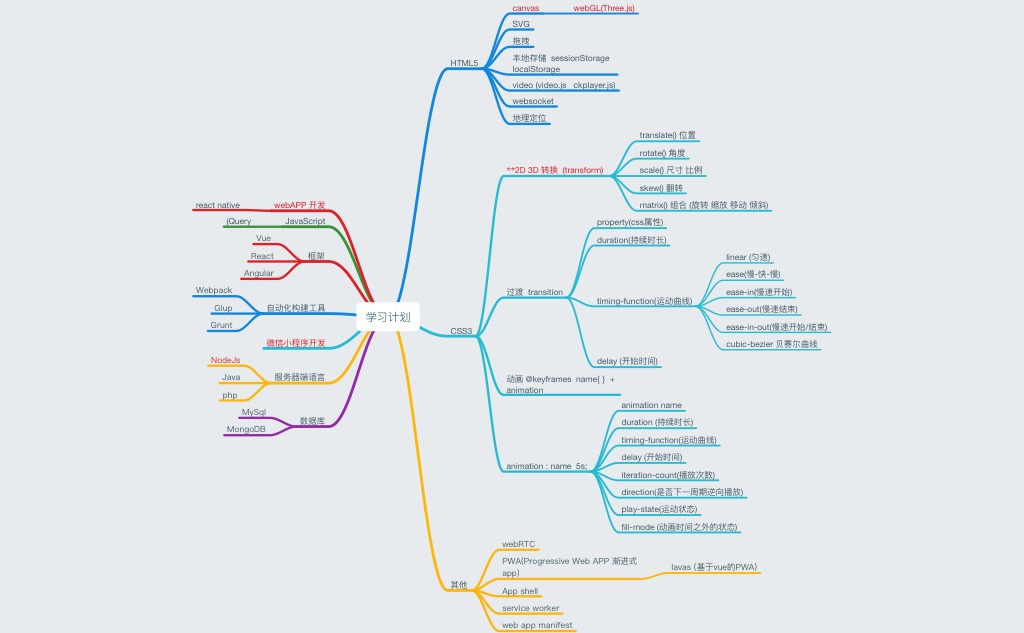 学习计划
HTML5
canvas
webGL(Three.js)
SVG
拖拽
本地存储 sessionStorage
localStorage
video (video.js ckplayer.js)
websocket
地理定位
CSS3
**2D 3D 转换 (transform)
translate() 位置
rotate() 角度
scale() 尺寸 比例
skew() 翻转
matrix() 组合 (旋转 缩放 移动 倾斜)
过渡 transition
property(css属性)
duration(持续时长)
timing-function(运动曲线)
linear (匀速)
ease(慢-快-慢)
ease-in(慢速开始)
ease-out(慢速结束)
ease-in-out(慢速开始/结束)
cubic-bezier 贝赛尔曲线
delay (开始时间)
动画 @keyframes name{ } +
animation
animation : name 5s;
animation name
duration (持续时长)
timing-function(运动曲线)
delay (开始时间)
iteration-count(播放次数)
direction(是否下一周期逆向播放)
play-state(运动状态)
fill-mode (动画时间之外的状态)
其他
webRTC
PWA(Progressive Web APP 渐进式
app)
lavas (基于vue的PWA)
App shell
service worker
web app manifest
webAPP 开发
react native
JavaScript
jQuery
框架
Vue
React
Angular
自动化构建工具
Webpack
Glup
Grunt
微信小程序开发
服务器端语言
NodeJs
Java
php
数据库
MySql
MongoDB